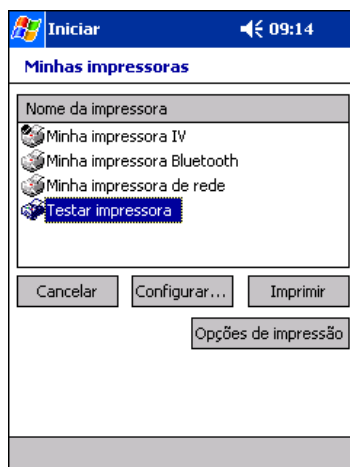 Iniciar 09:14
Minhas impressoras
Nome da impressora
Minha impressora IV
Minha impressora Bluetooth
Minha impressora de rede
Testar impressora
Cancelar Configurar... Imprimir
Opções de impressão